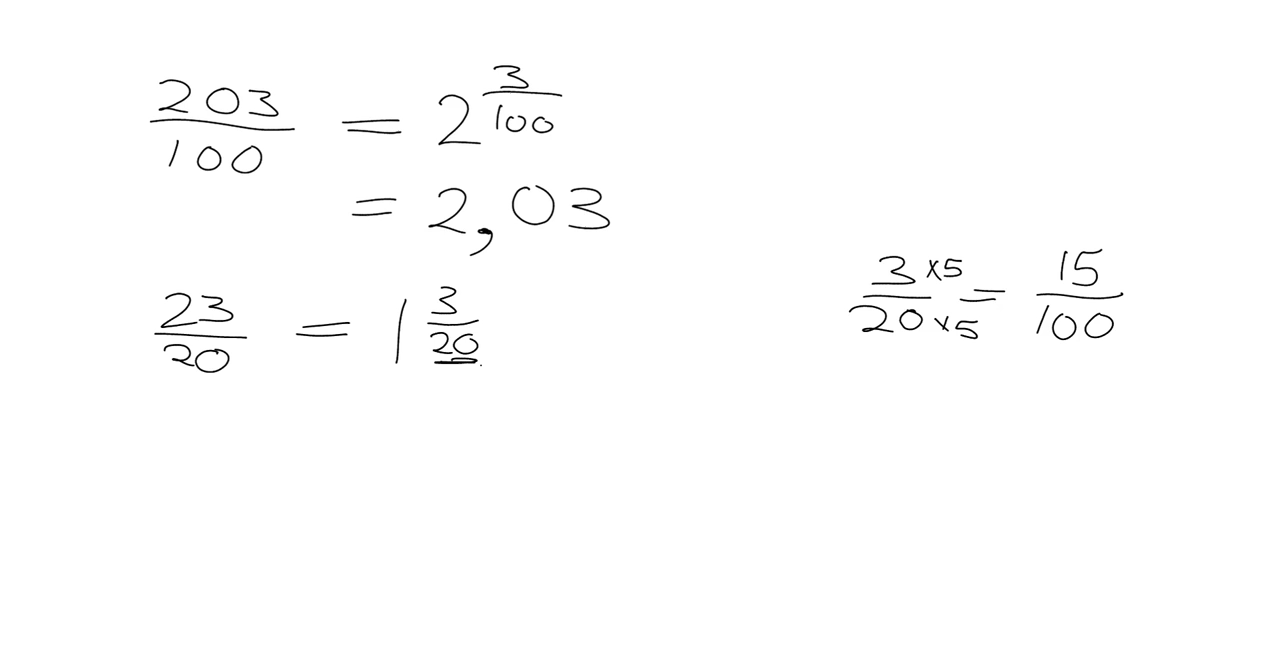 203/100 = 2 3/100
= 2,03
23/20 = 1 3/20
3 ×5/20 ×5 = 15/100